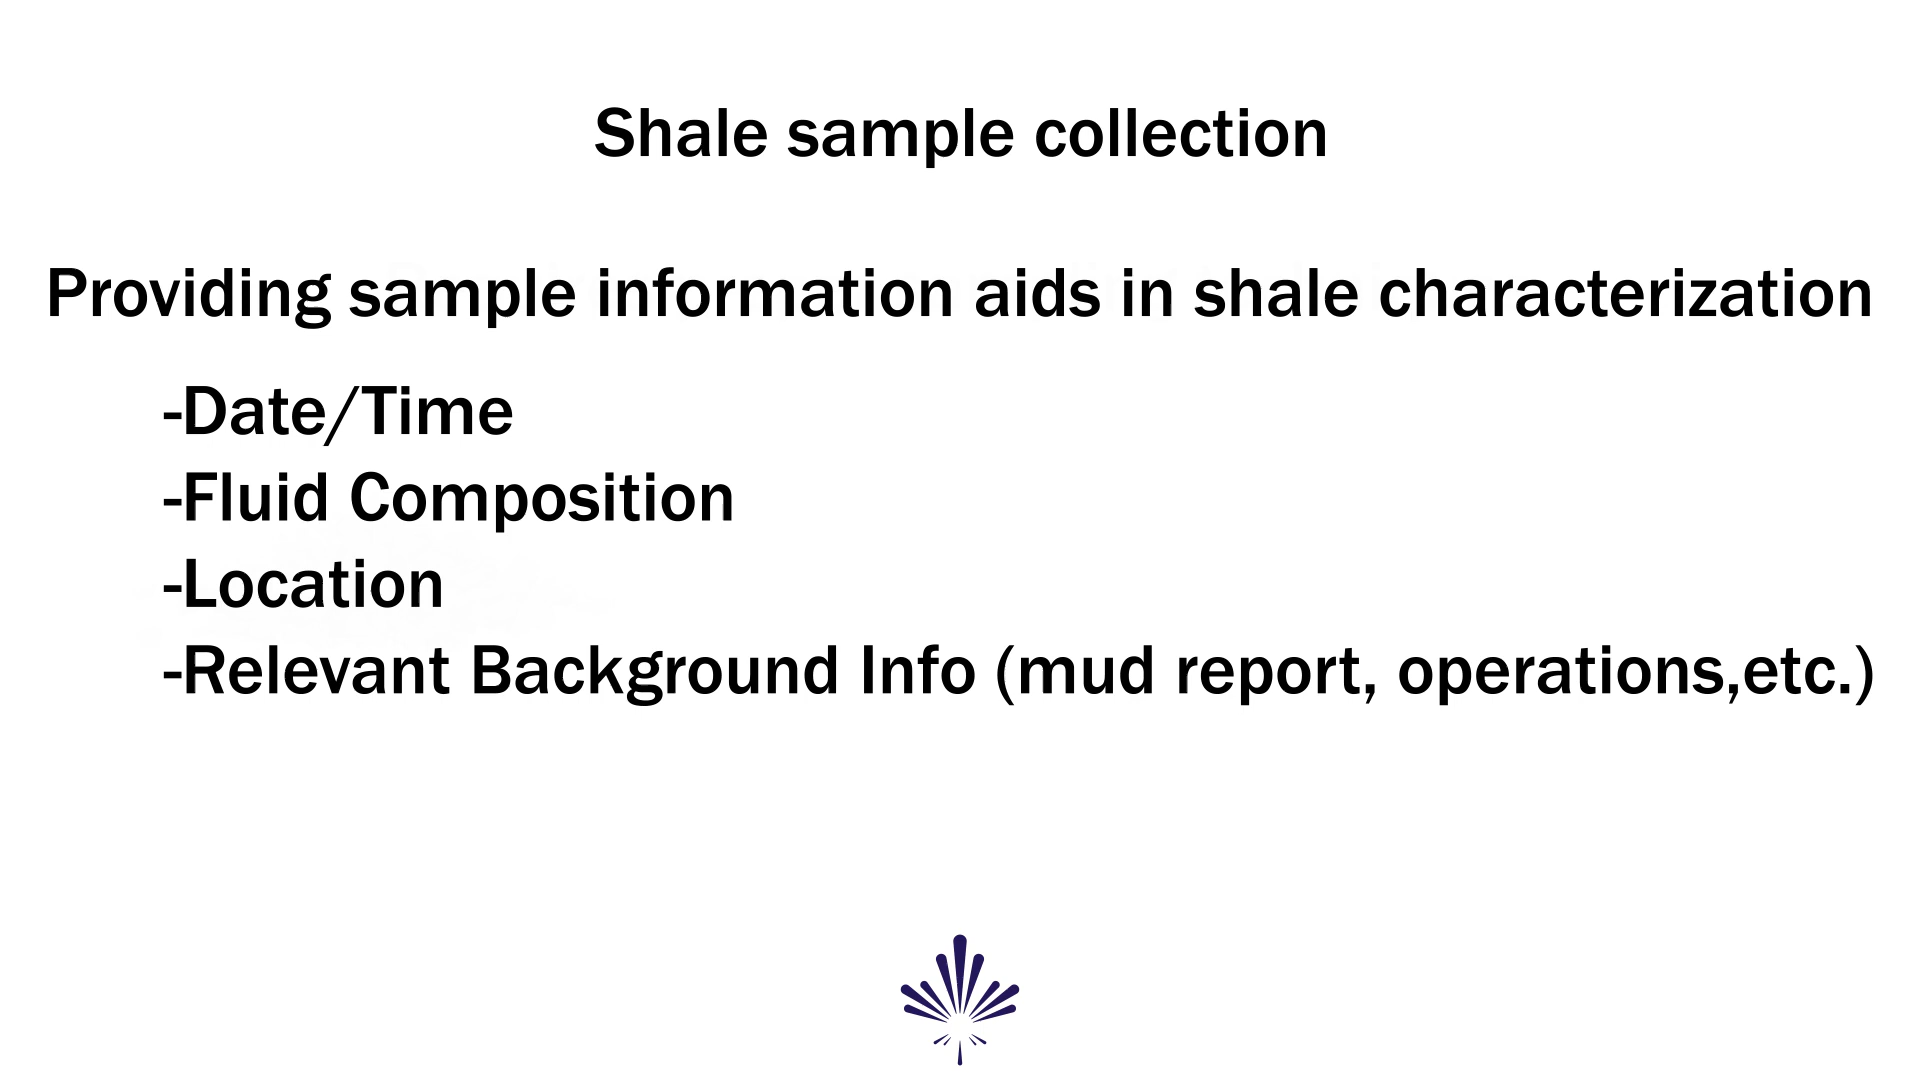 Shale sample collection
Providing sample information aids in shale characterization
-Date/Time
-Fluid Composition
-Location
-Relevant Background Info (mud report, operations,etc.)